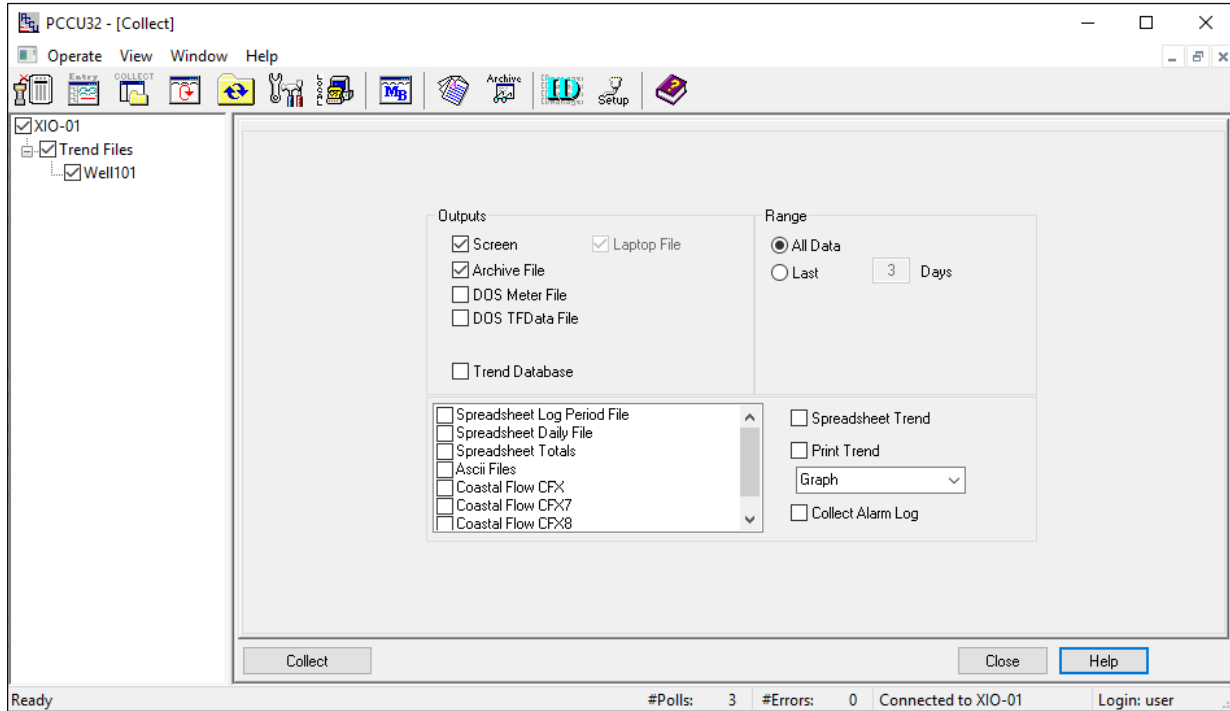 PCCU32 - [Collect]
Operate View Window Help
Entry COLLECT LOCAL MB Archive ID Setup
XIO-01
Trend Files
Well101
Outputs
Screen
Laptop File
Archive File
DOS Meter File
DOS TFData File
Trend Database
Range
All Data
Last 3 Days
Spreadsheet Log Period File
Spreadsheet Daily File
Spreadsheet Totals
Ascii Files
Coastal Flow CFX
Coastal Flow CFX7
Coastal Flow CFX8
Spreadsheet Trend
Print Trend
Graph
Collect Alarm Log
Collect Close Help
Ready #Polls: 3 #Errors: 0 Connected to XIO-01 Login: user